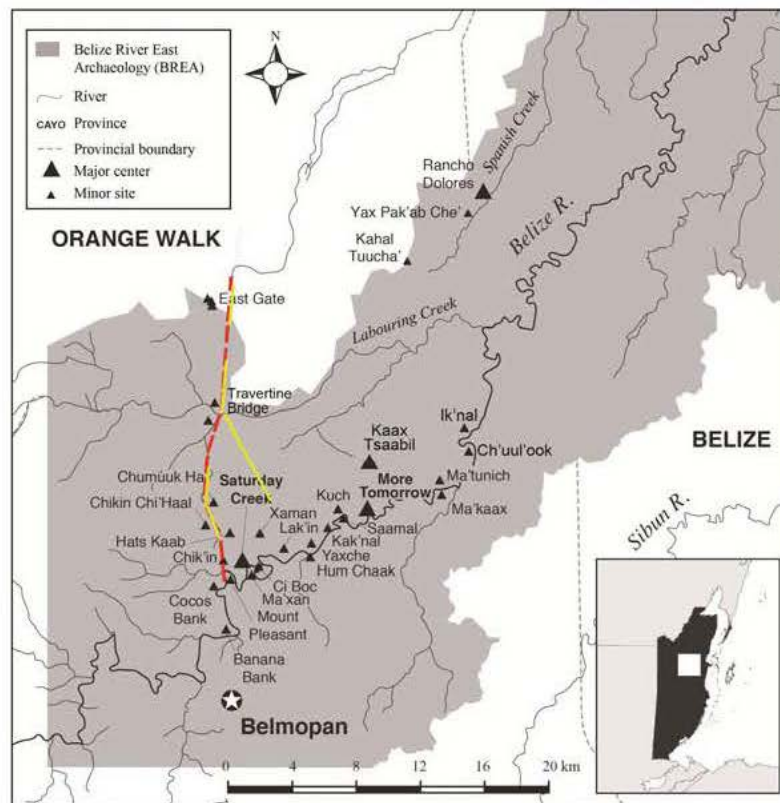 Belize River East
Archaeology (BREA)
River
CAYO Province
Provincial boundary
Major center
Minor site
N
ORANGE WALK
East Gate
Rancho
Dolores
Spanish Creek
Yax Pak'ab Che'
Kahal
Tuucha'
Belize R.
Labouring Creek
Travertine
Bridge
Ik'nal
Kaax
Tsaabil
Ch'uul'ook
BELIZE
Chumúuk Ha
Saturday
Creek
More
Tomorrow
Ma'tunich
Chikin Chi'Haal
Kuch
Ma'kaax
Xaman
Lak'in
Saamal
Sibun R.
Hats Kaab
Kak'nal
Chik'in
Yaxche
Hum Chaak
Ci Boc
Cocos
Bank
Ma'xan
Mount
Pleasant
Banana
Bank
Belmopan
0 4 8 12 16 20 km